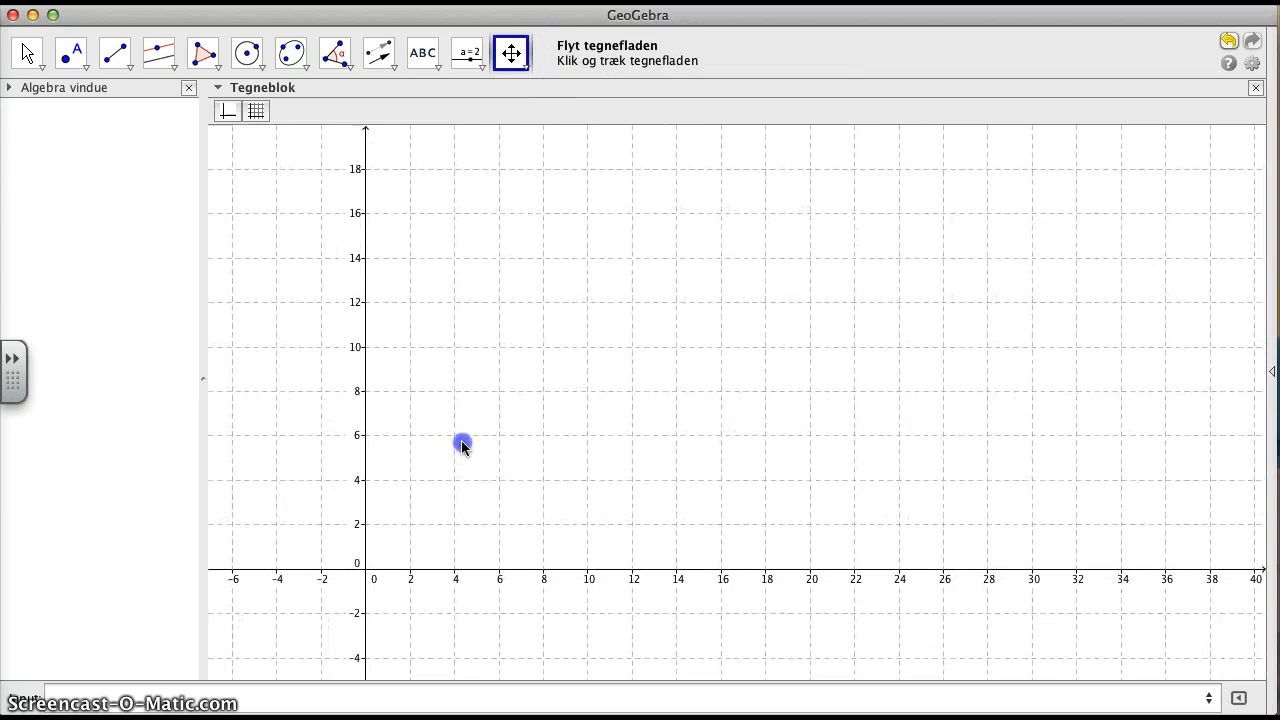 GeoGebra
A
α
ABC
a=2
Flyt tegnefladen
Klik og træk tegnefladen
?
Algebra vindue
Tegneblok
18
16
14
12
10
8
6
4
2
0
-6 -4 -2 0 2 4 6 8 10 12 14 16 18 20 22 24 26 28 30 32 34 36 38 40
-2
-4
Screencast-O-Matic.com